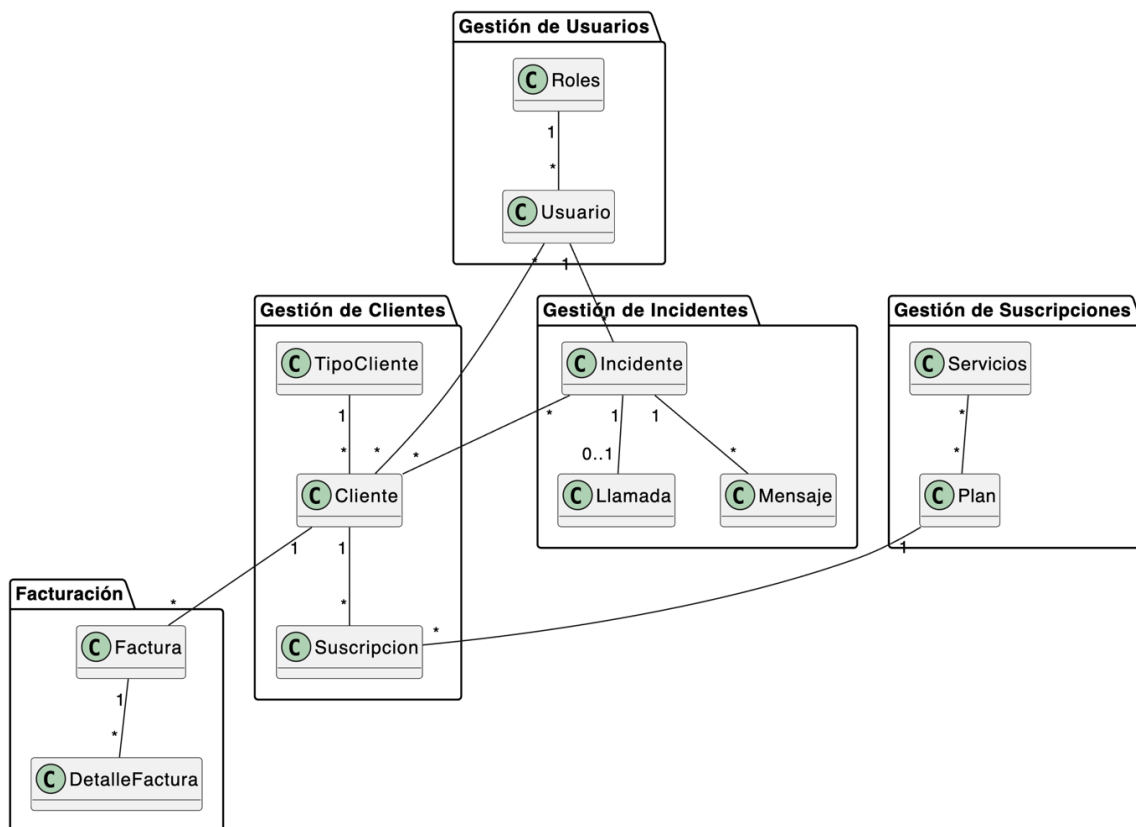 Gestión de Usuarios
C Roles
1
*
C Usuario
* 1
Gestión de Clientes
Gestión de Incidentes
Gestión de Suscripciones
*
C TipoCliente
C Incidente
C Servicios
1
*
1
1
*
*
*
*
0..1
*
*
C Cliente
C Llamada
C Mensaje
C Plan
1
1
1
Facturación
*
*
*
C Factura
C Suscripcion
1
*
C DetalleFactura